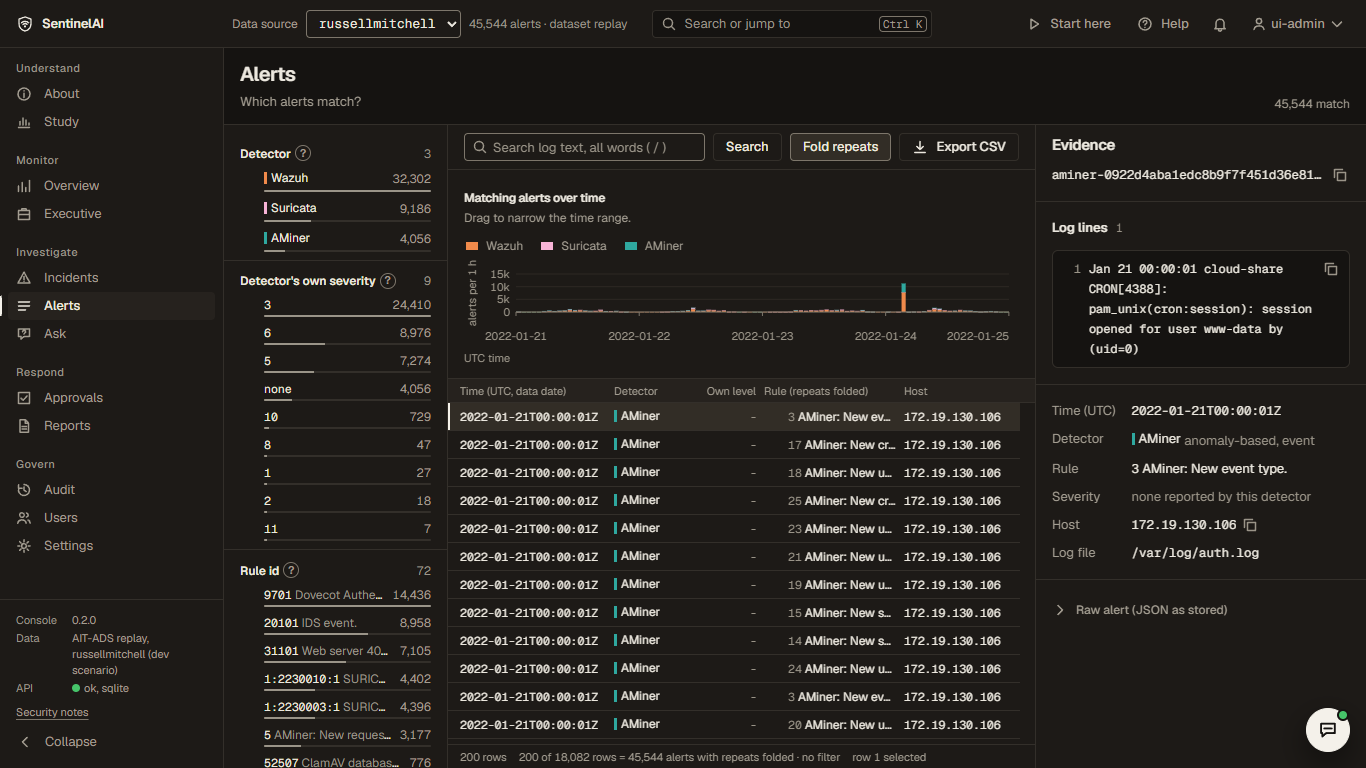 SentinelAI
Data source
russellmitchell
45,544 alerts · dataset replay
Search or jump to
Ctrl K
Start here
Help
ui-admin
Understand
About
Study
Monitor
Overview
Executive
Investigate
Incidents
Alerts
Ask
Respond
Approvals
Reports
Govern
Audit
Users
Settings
Console 0.2.0
Data AIT-ADS replay,
russellmitchell (dev
scenario)
API ok, sqlite
Security notes
Collapse
Alerts
Which alerts match?
45,544 match
Detector ? 3
Wazuh 32,302
Suricata 9,186
AMiner 4,056
Detector's own severity ? 9
3 24,410
6 8,976
5 7,274
none 4,056
10 729
8 47
1 27
2 18
11 7
Rule id ? 72
9701 Dovecot Authe… 14,436
20101 IDS event. 8,958
31101 Web server 40… 7,105
1:2230010:1 SURIC… 4,402
1:2230003:1 SURIC… 4,396
5 AMiner: New reques… 3,177
52507 ClamAV databas… 776
Search log text, all words ( / )
Search
Fold repeats
Export CSV
Matching alerts over time
Drag to narrow the time range.
Wazuh Suricata AMiner
alerts per 1 h
15k
10k
5k
0
2022-01-21 2022-01-22 2022-01-23 2022-01-24 2022-01-25
UTC time
Time (UTC, data date) Detector Own level Rule (repeats folded) Host
2022-01-21T00:00:01Z AMiner – 3 AMiner: New ev… 172.19.130.106
2022-01-21T00:00:01Z AMiner – 17 AMiner: New cr… 172.19.130.106
2022-01-21T00:00:01Z AMiner – 18 AMiner: New u… 172.19.130.106
2022-01-21T00:00:01Z AMiner – 25 AMiner: New cr… 172.19.130.106
2022-01-21T00:00:01Z AMiner – 23 AMiner: New u… 172.19.130.106
2022-01-21T00:00:01Z AMiner – 21 AMiner: New u… 172.19.130.106
2022-01-21T00:00:01Z AMiner – 19 AMiner: New u… 172.19.130.106
2022-01-21T00:00:01Z AMiner – 15 AMiner: New s… 172.19.130.106
2022-01-21T00:00:01Z AMiner – 14 AMiner: New s… 172.19.130.106
2022-01-21T00:00:01Z AMiner – 24 AMiner: New u… 172.19.130.106
2022-01-21T00:00:01Z AMiner – 3 AMiner: New ev… 172.19.130.106
2022-01-21T00:00:01Z AMiner – 20 AMiner: New u… 172.19.130.106
200 rows 200 of 18,082 rows = 45,544 alerts with repeats folded · no filter row 1 selected
Evidence
aminer-0922d4aba1edc8b9f7f451d36e81…
Log lines 1
1 Jan 21 00:00:01 cloud-share
CRON[4388]:
pam_unix(cron:session): session
opened for user www-data by
(uid=0)
Time (UTC) 2022-01-21T00:00:01Z
Detector AMiner anomaly-based, event
Rule 3 AMiner: New event type.
Severity none reported by this detector
Host 172.19.130.106
Log file /var/log/auth.log
Raw alert (JSON as stored)